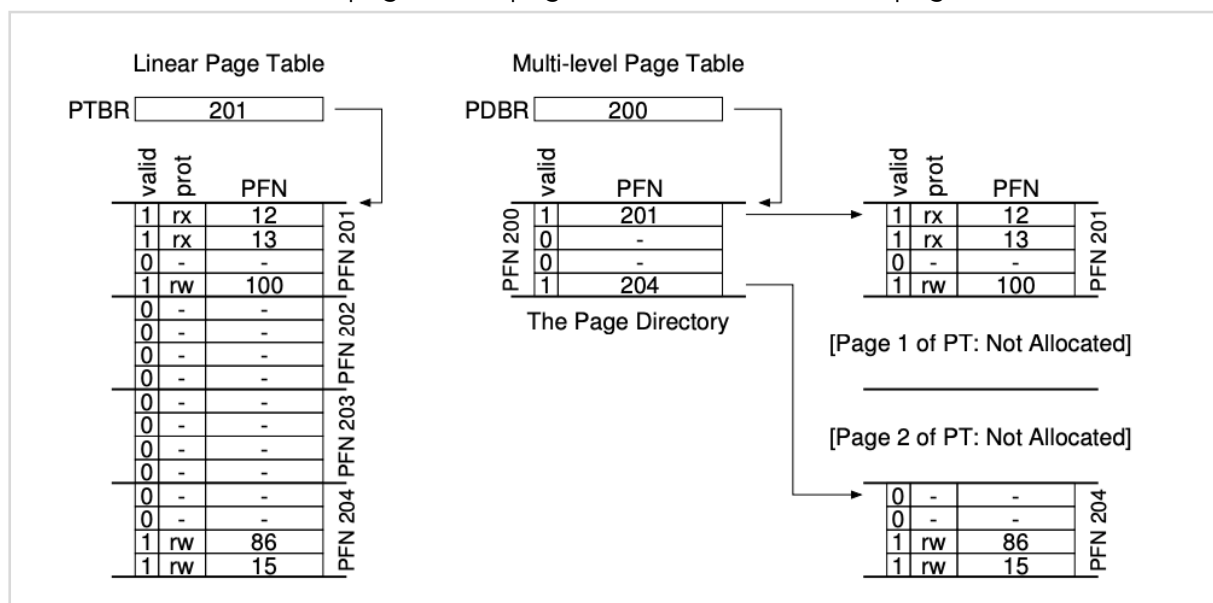 Linear Page Table
PTBR 201
valid prot PFN
1 rx 12
1 rx 13
0 - -
1 rw 100
PFN 201
0 - -
0 - -
0 - -
0 - -
PFN 202
0 - -
0 - -
0 - -
0 - -
PFN 203
0 - -
0 - -
1 rw 86
1 rw 15
PFN 204
Multi-level Page Table
PDBR 200
valid PFN
PFN 200
1 201
0 -
0 -
1 204
The Page Directory
valid prot PFN
1 rx 12
1 rx 13
0 - -
1 rw 100
PFN 201
[Page 1 of PT: Not Allocated]
[Page 2 of PT: Not Allocated]
0 - -
0 - -
1 rw 86
1 rw 15
PFN 204